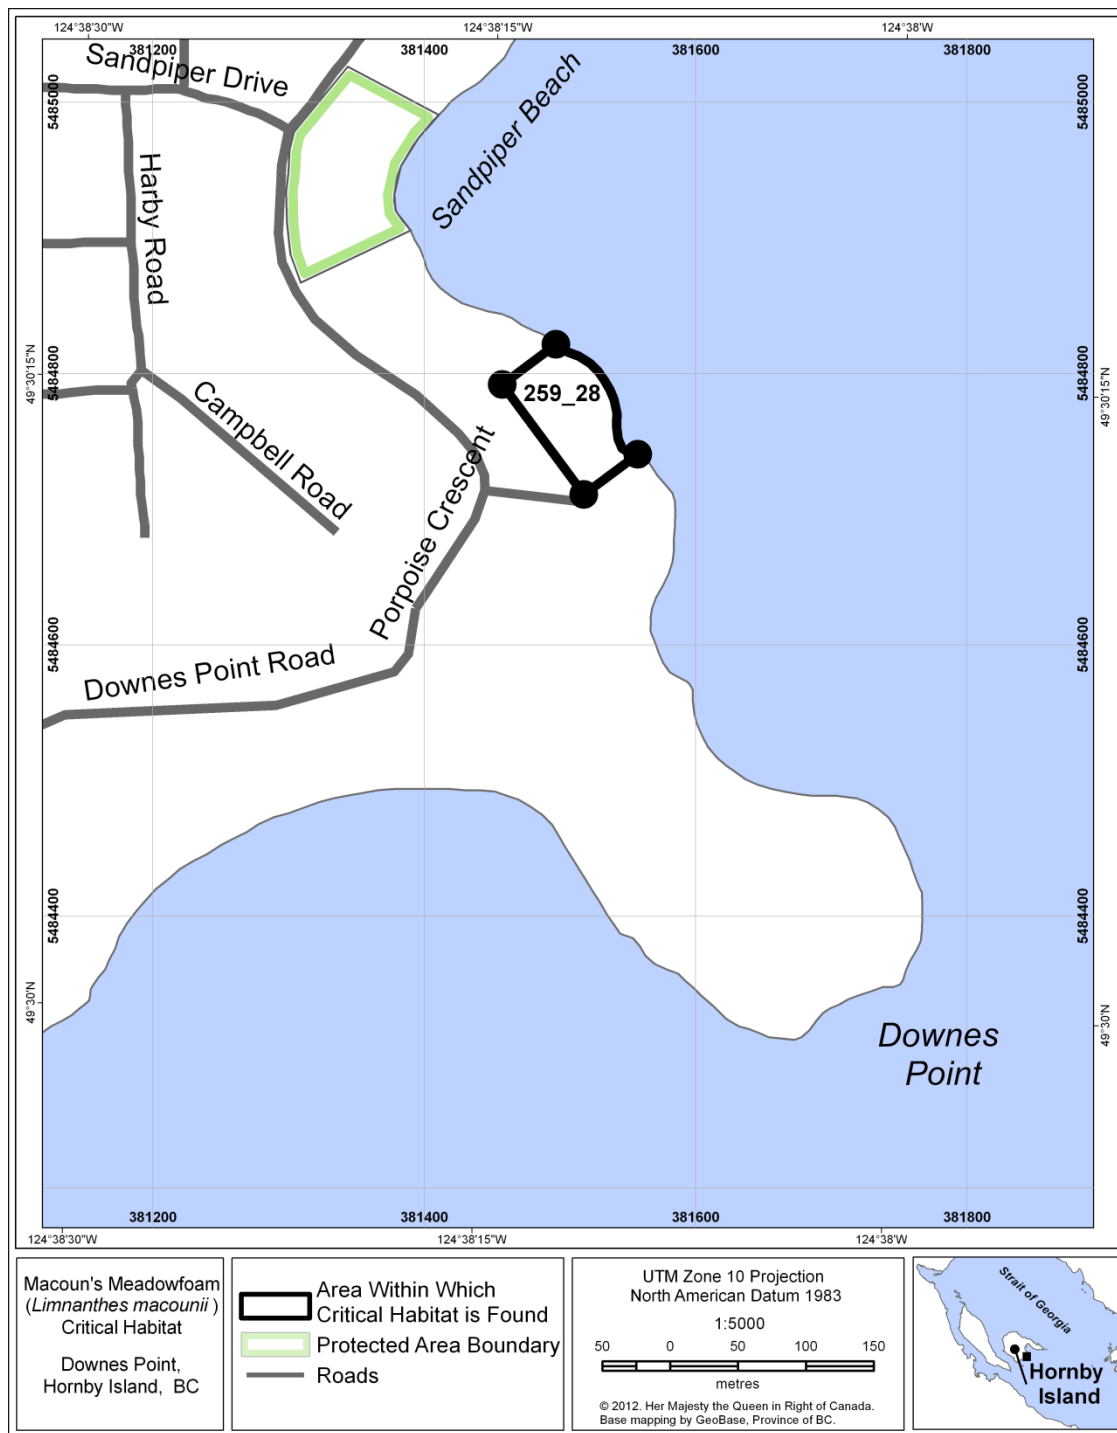 124°38'30"W
124°38'15"W
124°38'W
381200
381400
381600
381800
Sandpiper Drive
Sandpiper Beach
5485000
5485000
Harby Road
49°30'15"N
5484800
259_28
5484800
49°30'15"N
Campbell Road
Porpoise Crescent
5484600
5484600
Downes Point Road
5484400
5484400
49°30'N
49°30'N
Downes
Point
381200
381400
381600
381800
124°38'30"W
124°38'15"W
124°38'W
Macoun's Meadowfoam
(Limnanthes macounii)
Critical Habitat
Downes Point,
Hornby Island, BC
Area Within Which
Critical Habitat is Found
Protected Area Boundary
Roads
UTM Zone 10 Projection
North American Datum 1983
1:5000
50 0 50 100 150
metres
© 2012. Her Majesty the Queen in Right of Canada.
Base mapping by GeoBase, Province of BC.
Strait of Georgia
Hornby
Island